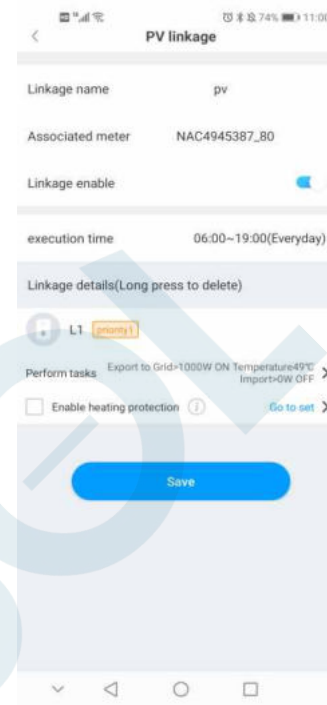 74% 11:00
PV linkage
Linkage name pv
Associated meter NAC4945387_80
Linkage enable
execution time 06:00~19:00(Everyday)
Linkage details(Long press to delete)
L1 priority1
Perform tasks Export to Grid>1000W ON Temperature49℃
Import>0W OFF
Enable heating protection Go to set
Save